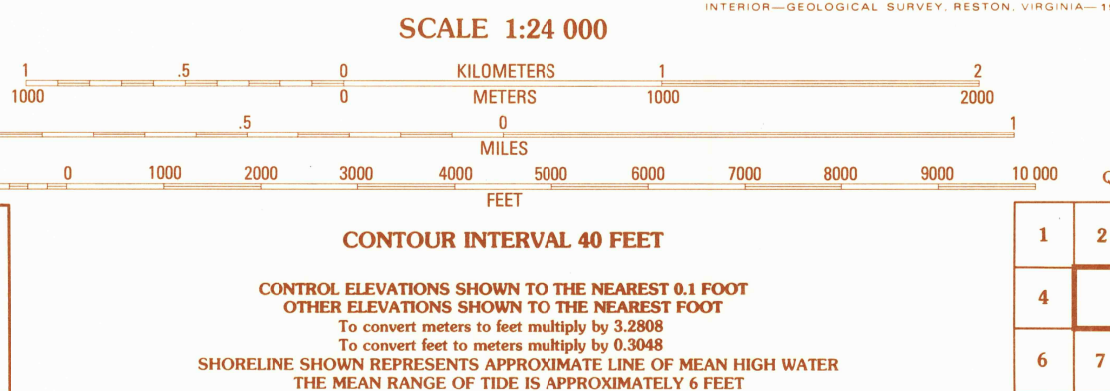 INTERIOR—GEOLOGICAL SURVEY, RESTON, VIRGINIA—
SCALE 1:24 000
1 .5 0 KILOMETERS 1 2
1000 0 METERS 1000 2000
.5 0 1
MILES
0 1000 2000 3000 4000 5000 6000 7000 8000 9000 10 000
FEET
CONTOUR INTERVAL 40 FEET
CONTROL ELEVATIONS SHOWN TO THE NEAREST 0.1 FOOT
OTHER ELEVATIONS SHOWN TO THE NEAREST FOOT
To convert meters to feet multiply by 3.2808
To convert feet to meters multiply by 0.3048
SHORELINE SHOWN REPRESENTS APPROXIMATE LINE OF MEAN HIGH WATER
THE MEAN RANGE OF TIDE IS APPROXIMATELY 6 FEET
1 2
4
6 7